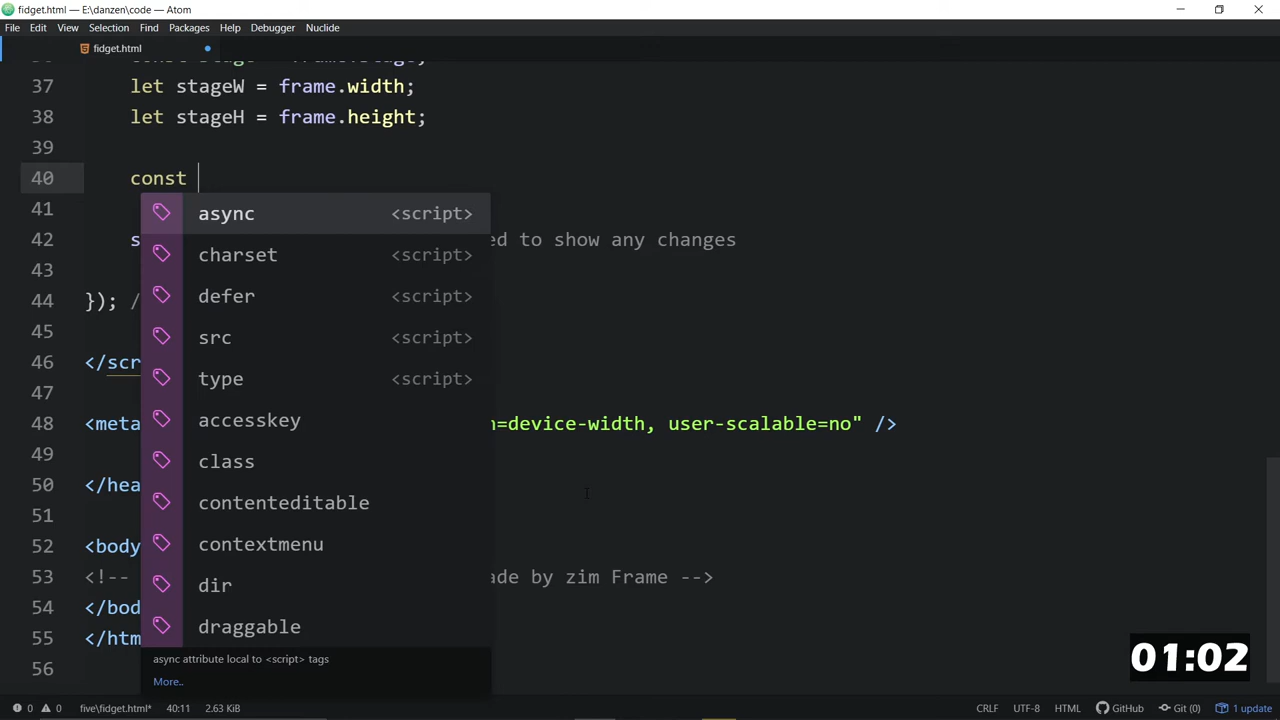 fidget.html — E:\danzen\code — Atom
File Edit View Selection Find Packages Help Debugger Nuclide
fidget.html
37 let stageW = frame.width;
38 let stageH = frame.height;
39
40 const
async <script>
41
charset <script>
42 s ed to show any changes
defer <script>
43
src <script>
44 }); /
type <script>
45
accesskey
46 </scr
class
47
contenteditable
48 <meta n=device-width, user-scalable=no" />
contextmenu
49
dir
50 </hea
draggable
51
52 <body
53 <!-- ade by zim Frame -->
54 </bod
55 </htm
56
async attribute local to <script> tags
More..
01:02
0 0 five\fidget.html* 40:11 2.63 KiB CRLF UTF-8 HTML GitHub Git (0) 1 update